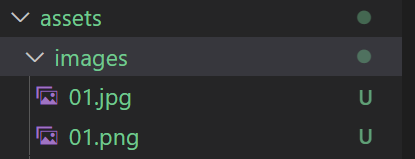 assets
images
01.jpg U
01.png U